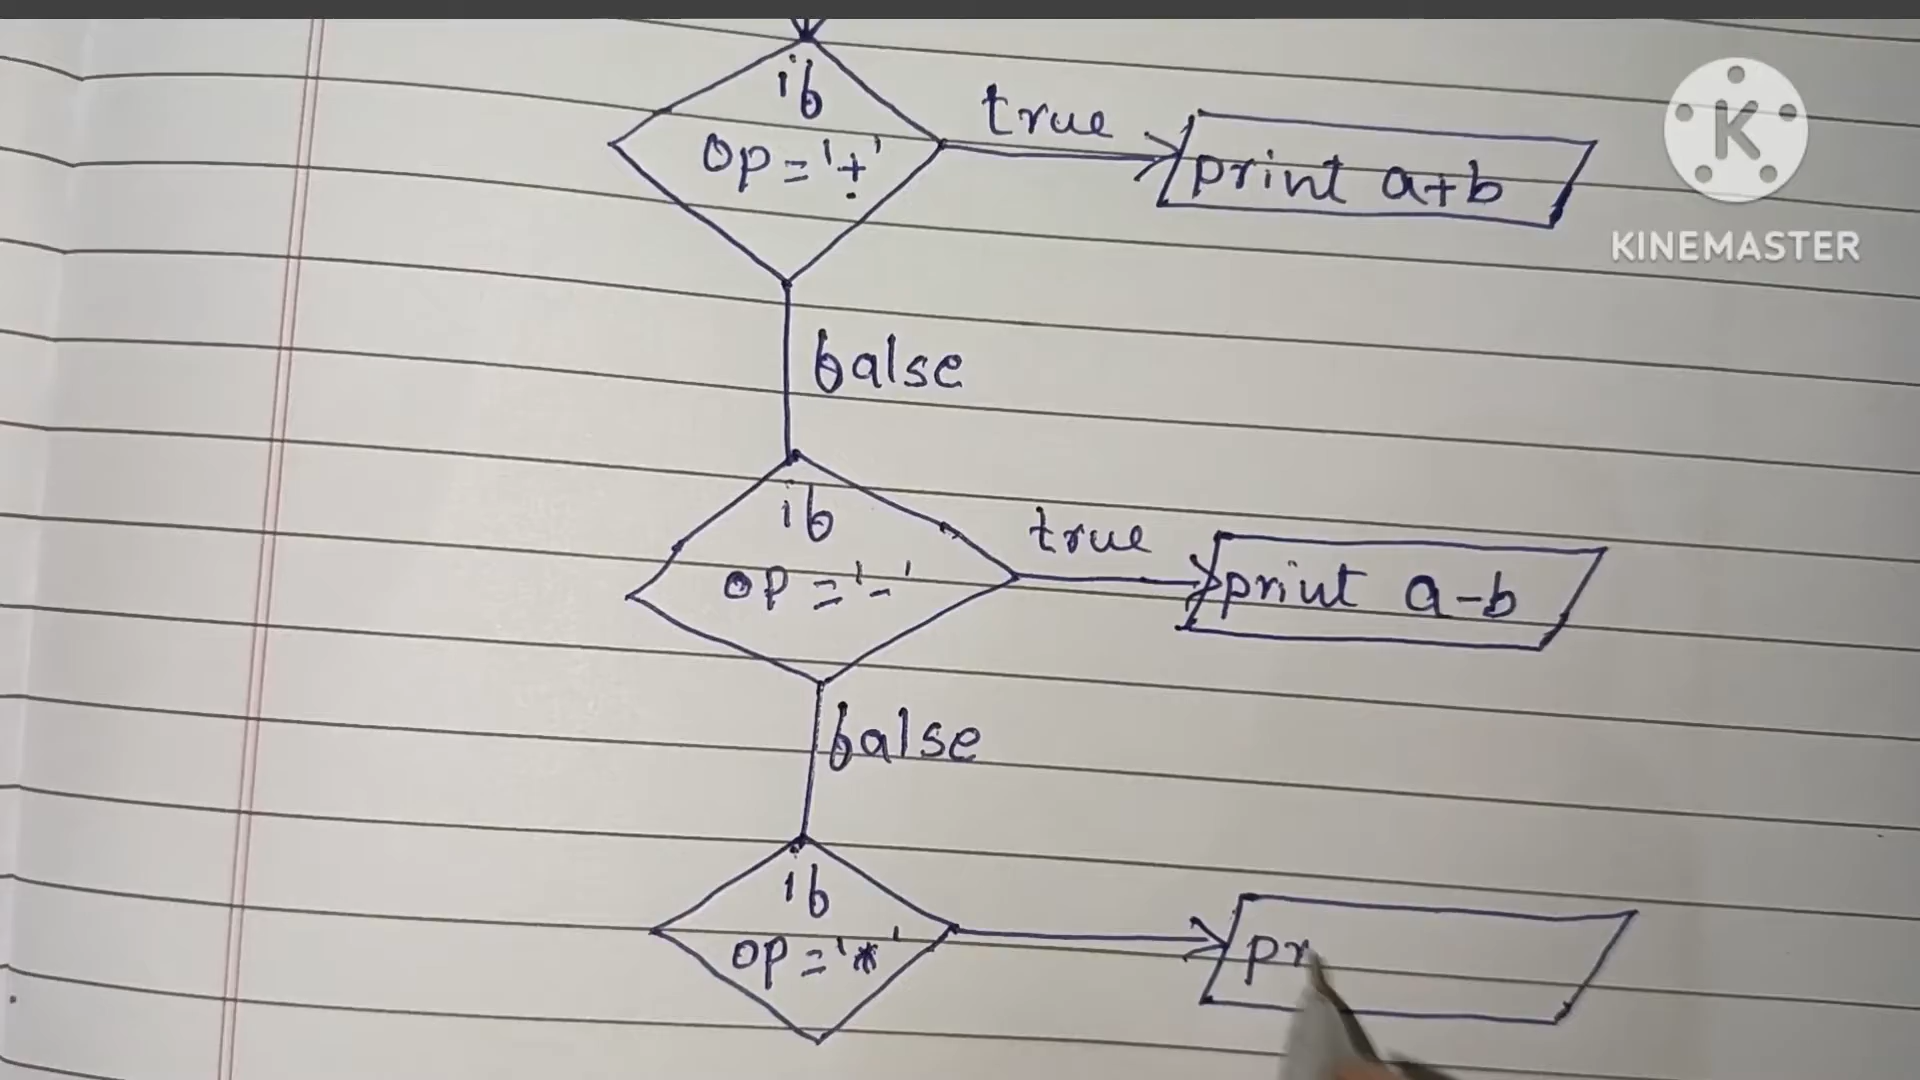 if
op = '+'
true
print a+b
K
KINEMASTER
false
if
op = '-'
true
print a-b
false
if
op = '*'
pr